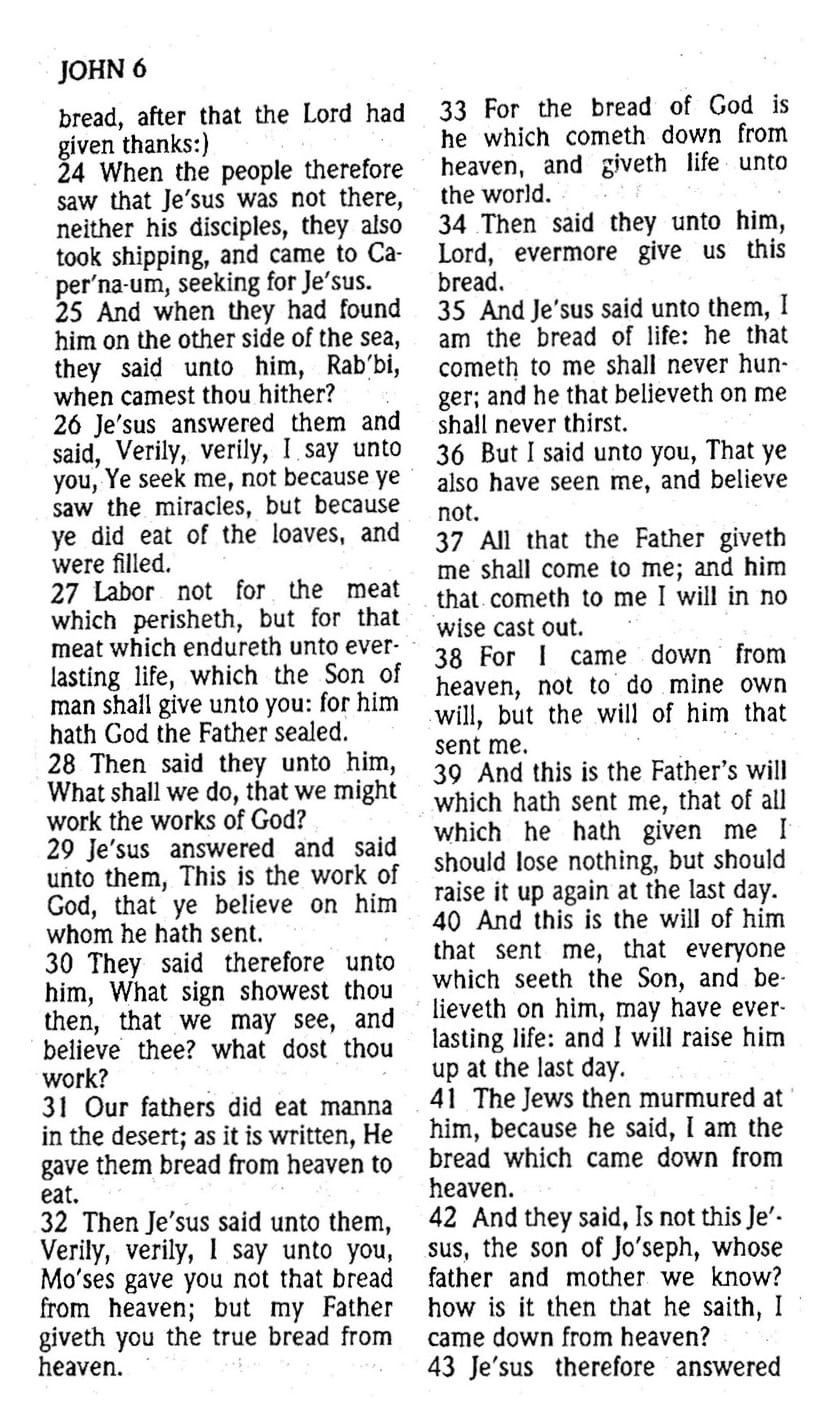 JOHN 6
bread, after that the Lord had
given thanks:)
24 When the people therefore
saw that Je′sus was not there,
neither his disciples, they also
took shipping, and came to Ca-
per′na-um, seeking for Je′sus.
25 And when they had found
him on the other side of the sea,
they said unto him, Rab′bi,
when camest thou hither?
26 Je′sus answered them and
said, Verily, verily, I say unto
you, Ye seek me, not because ye
saw the miracles, but because
ye did eat of the loaves, and
were filled.
27 Labor not for the meat
which perisheth, but for that
meat which endureth unto ever-
lasting life, which the Son of
man shall give unto you: for him
hath God the Father sealed.
28 Then said they unto him,
What shall we do, that we might
work the works of God?
29 Je′sus answered and said
unto them, This is the work of
God, that ye believe on him
whom he hath sent.
30 They said therefore unto
him, What sign showest thou
then, that we may see, and
believe thee? what dost thou
work?
31 Our fathers did eat manna
in the desert; as it is written, He
gave them bread from heaven to
eat.
32 Then Je′sus said unto them,
Verily, verily, I say unto you,
Mo′ses gave you not that bread
from heaven; but my Father
giveth you the true bread from
heaven.
33 For the bread of God is
he which cometh down from
heaven, and giveth life unto
the world.
34 Then said they unto him,
Lord, evermore give us this
bread.
35 And Je′sus said unto them, I
am the bread of life: he that
cometh to me shall never hun-
ger; and he that believeth on me
shall never thirst.
36 But I said unto you, That ye
also have seen me, and believe
not.
37 All that the Father giveth
me shall come to me; and him
that cometh to me I will in no
wise cast out.
38 For I came down from
heaven, not to do mine own
will, but the will of him that
sent me.
39 And this is the Father's will
which hath sent me, that of all
which he hath given me I
should lose nothing, but should
raise it up again at the last day.
40 And this is the will of him
that sent me, that everyone
which seeth the Son, and be-
lieveth on him, may have ever-
lasting life: and I will raise him
up at the last day.
41 The Jews then murmured at
him, because he said, I am the
bread which came down from
heaven.
42 And they said, Is not this Je′-
sus, the son of Jo′seph, whose
father and mother we know?
how is it then that he saith, I
came down from heaven?
43 Je′sus therefore answered